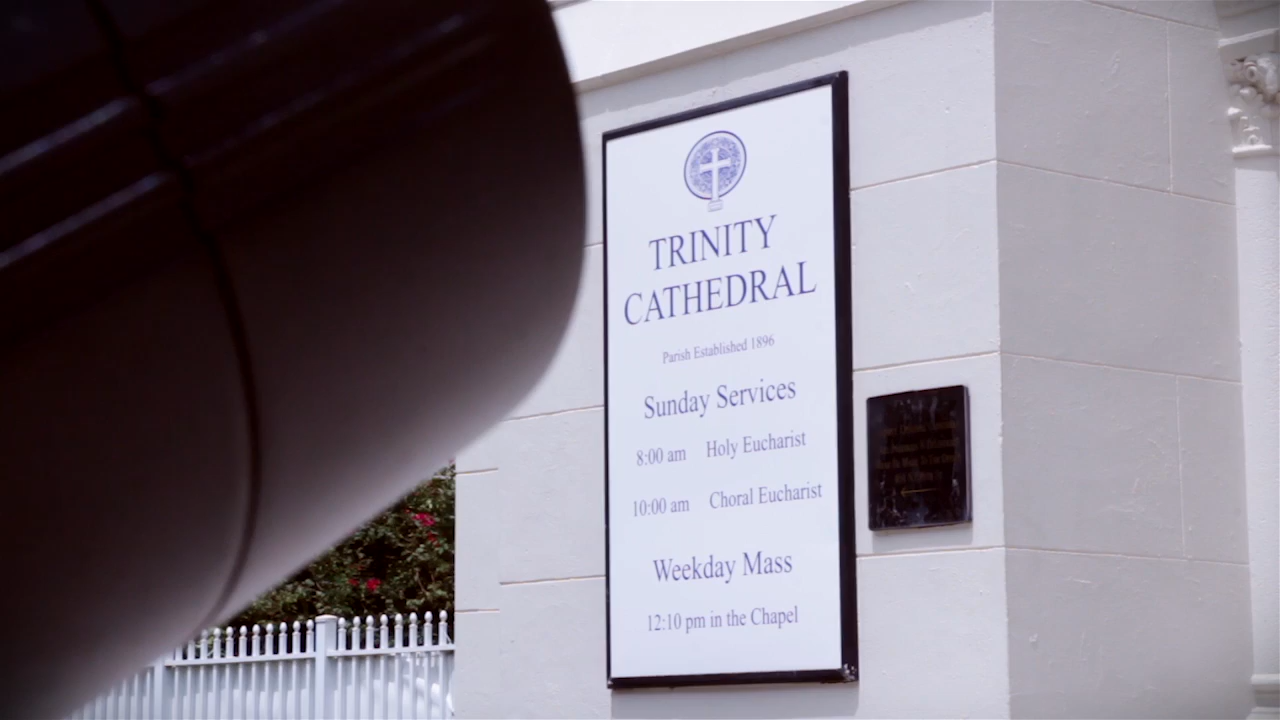 TRINITY
CATHEDRAL
Parish Established 1896
Sunday Services
8:00 am Holy Eucharist
10:00 am Choral Eucharist
Weekday Mass
12:10 pm in the Chapel